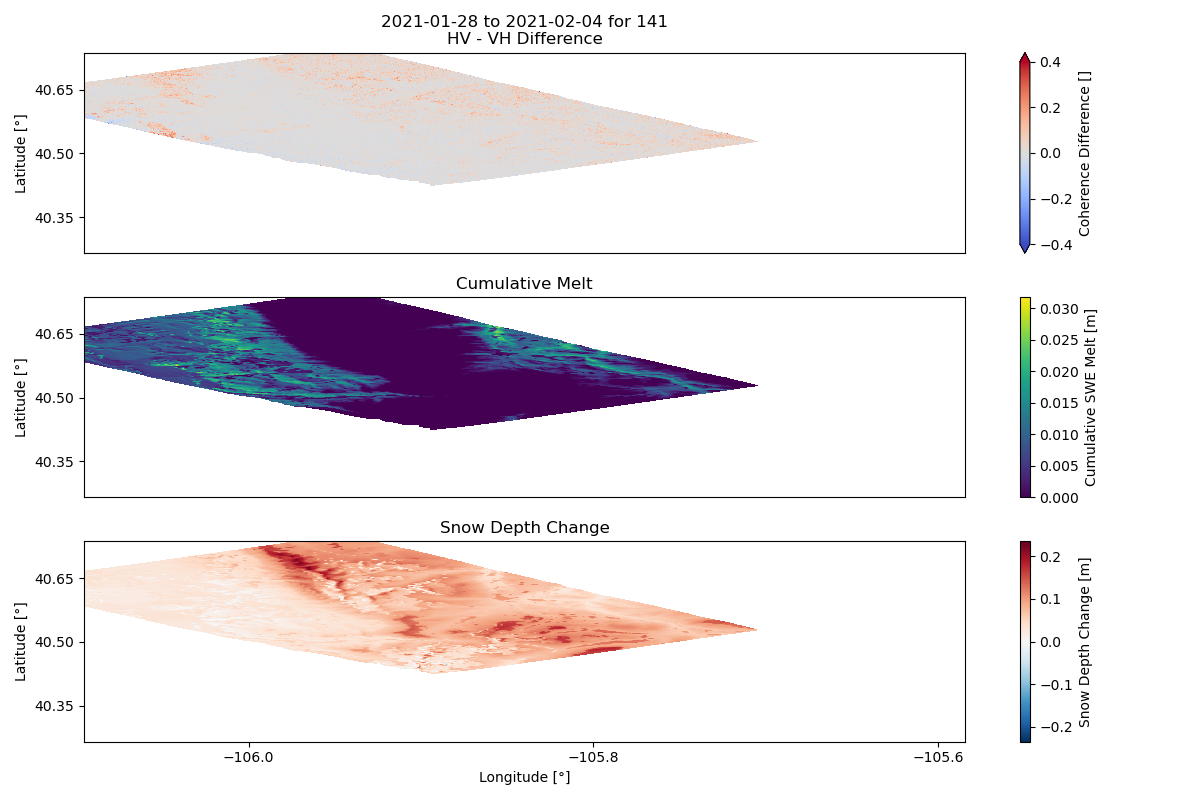 2021-01-28 to 2021-02-04 for 141
HV - VH Difference
40.65
40.50
40.35
Latitude [°]
0.4
0.2
0.0
−0.2
−0.4
Coherence Difference []
Cumulative Melt
40.65
40.50
40.35
Latitude [°]
0.030
0.025
0.020
0.015
0.010
0.005
0.000
Cumulative SWE Melt [m]
Snow Depth Change
40.65
40.50
40.35
Latitude [°]
−106.0
−105.8
−105.6
Longitude [°]
0.2
0.1
0.0
−0.1
−0.2
Snow Depth Change [m]